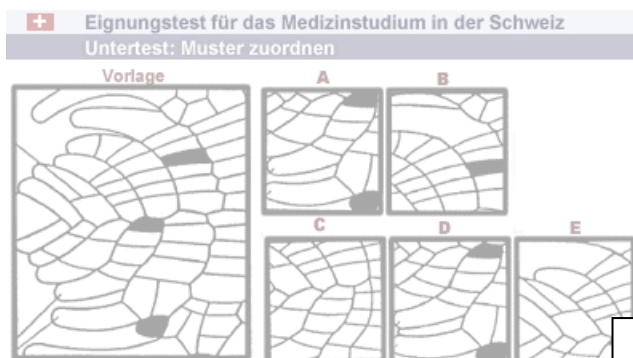 Eignungstest für das Medizinstudium in der Schweiz
Untertest: Muster zuordnen
Vorlage
A
B
C
D
E